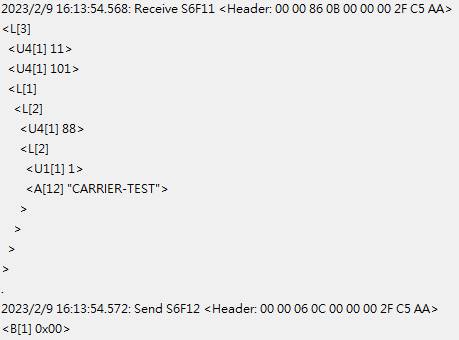 2023/2/9 16:13:54.568: Receive S6F11 <Header: 00 00 86 0B 00 00 00 2F C5 AA>
<L[3]
<U4[1] 11>
<U4[1] 101>
<L[1]
<L[2]
<U4[1] 88>
<L[2]
<U1[1] 1>
<A[12] "CARRIER-TEST">
>
>
>
>
.
2023/2/9 16:13:54.572: Send S6F12 <Header: 00 00 06 0C 00 00 00 2F C5 AA>
<B[1] 0x00>